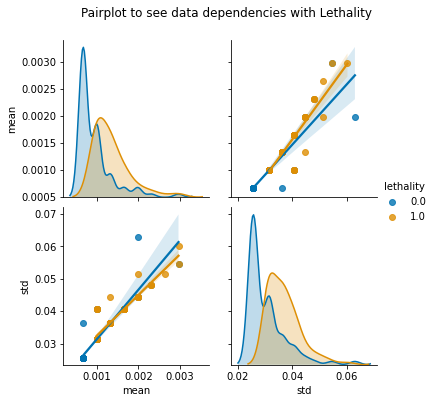 Pairplot to see data dependencies with Lethality
0.0030
0.0025
0.0020
0.0015
0.0010
0.0005
mean
lethality
0.0
1.0
0.07
0.06
0.05
0.04
0.03
std
0.001 0.002 0.003
mean
0.02 0.04 0.06
std